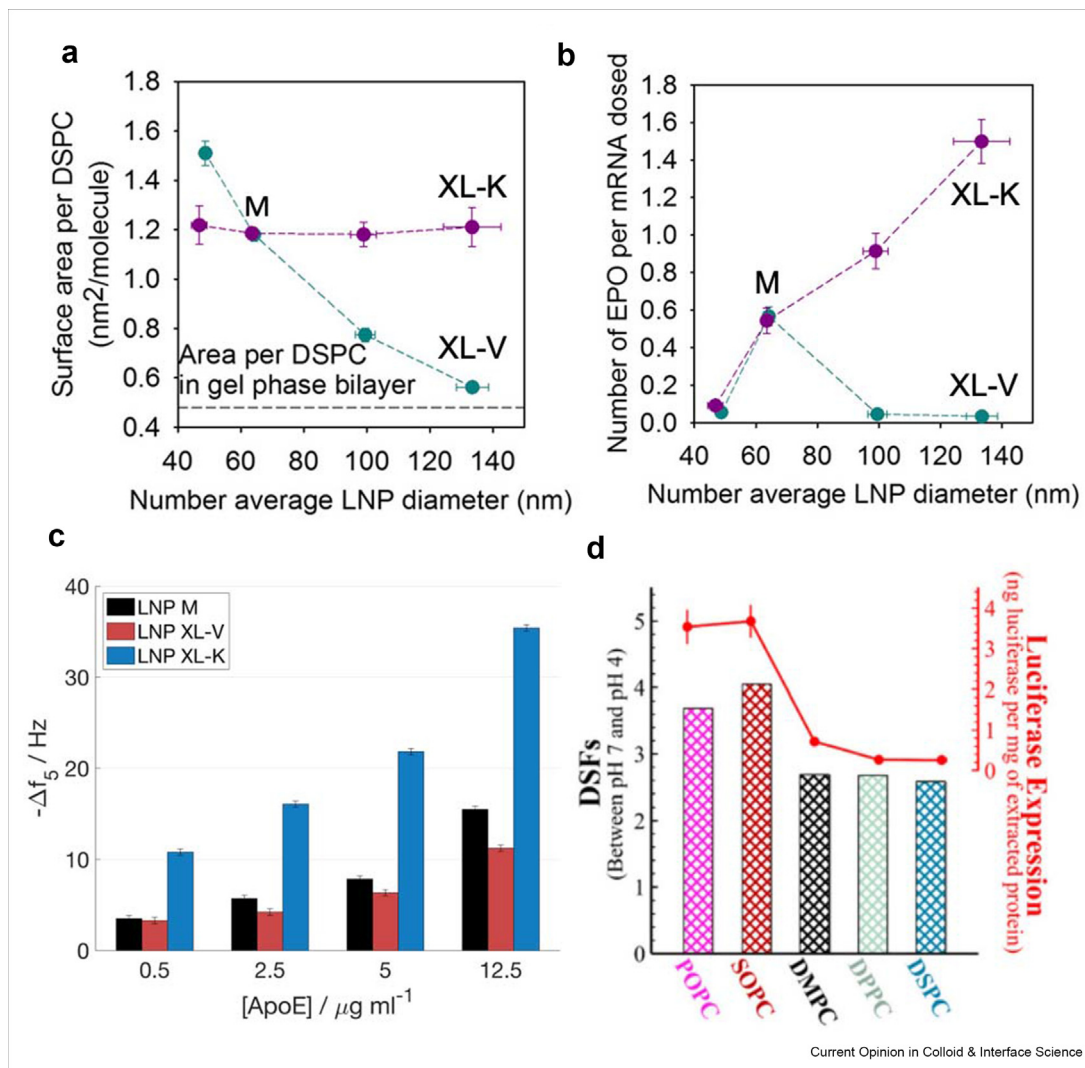 a
Surface area per DSPC
(nm2/molecule)
1.8
1.6
1.4
1.2
1.0
0.8
0.6
0.4
M
XL-K
XL-V
Area per DSPC
in gel phase bilayer
40 60 80 100 120 140
Number average LNP diameter (nm)
b
Number of EPO per mRNA dosed
1.8
1.6
1.4
1.2
1.0
0.8
0.6
0.4
0.2
0.0
M
XL-K
XL-V
40 60 80 100 120 140
Number average LNP diameter (nm)
c
-Δf5 / Hz
40
30
20
10
0
LNP M
LNP XL-V
LNP XL-K
0.5 2.5 5 12.5
[ApoE] / μg ml-1
d
DSFs
(Between pH 7 and pH 4)
5
4
3
2
1
0
4
3
2
1
0
Luciferase Expression
(ng luciferase per mg of extracted protein)
POPC
SOPC
DMPC
DPPC
DSPC
Current Opinion in Colloid & Interface Science